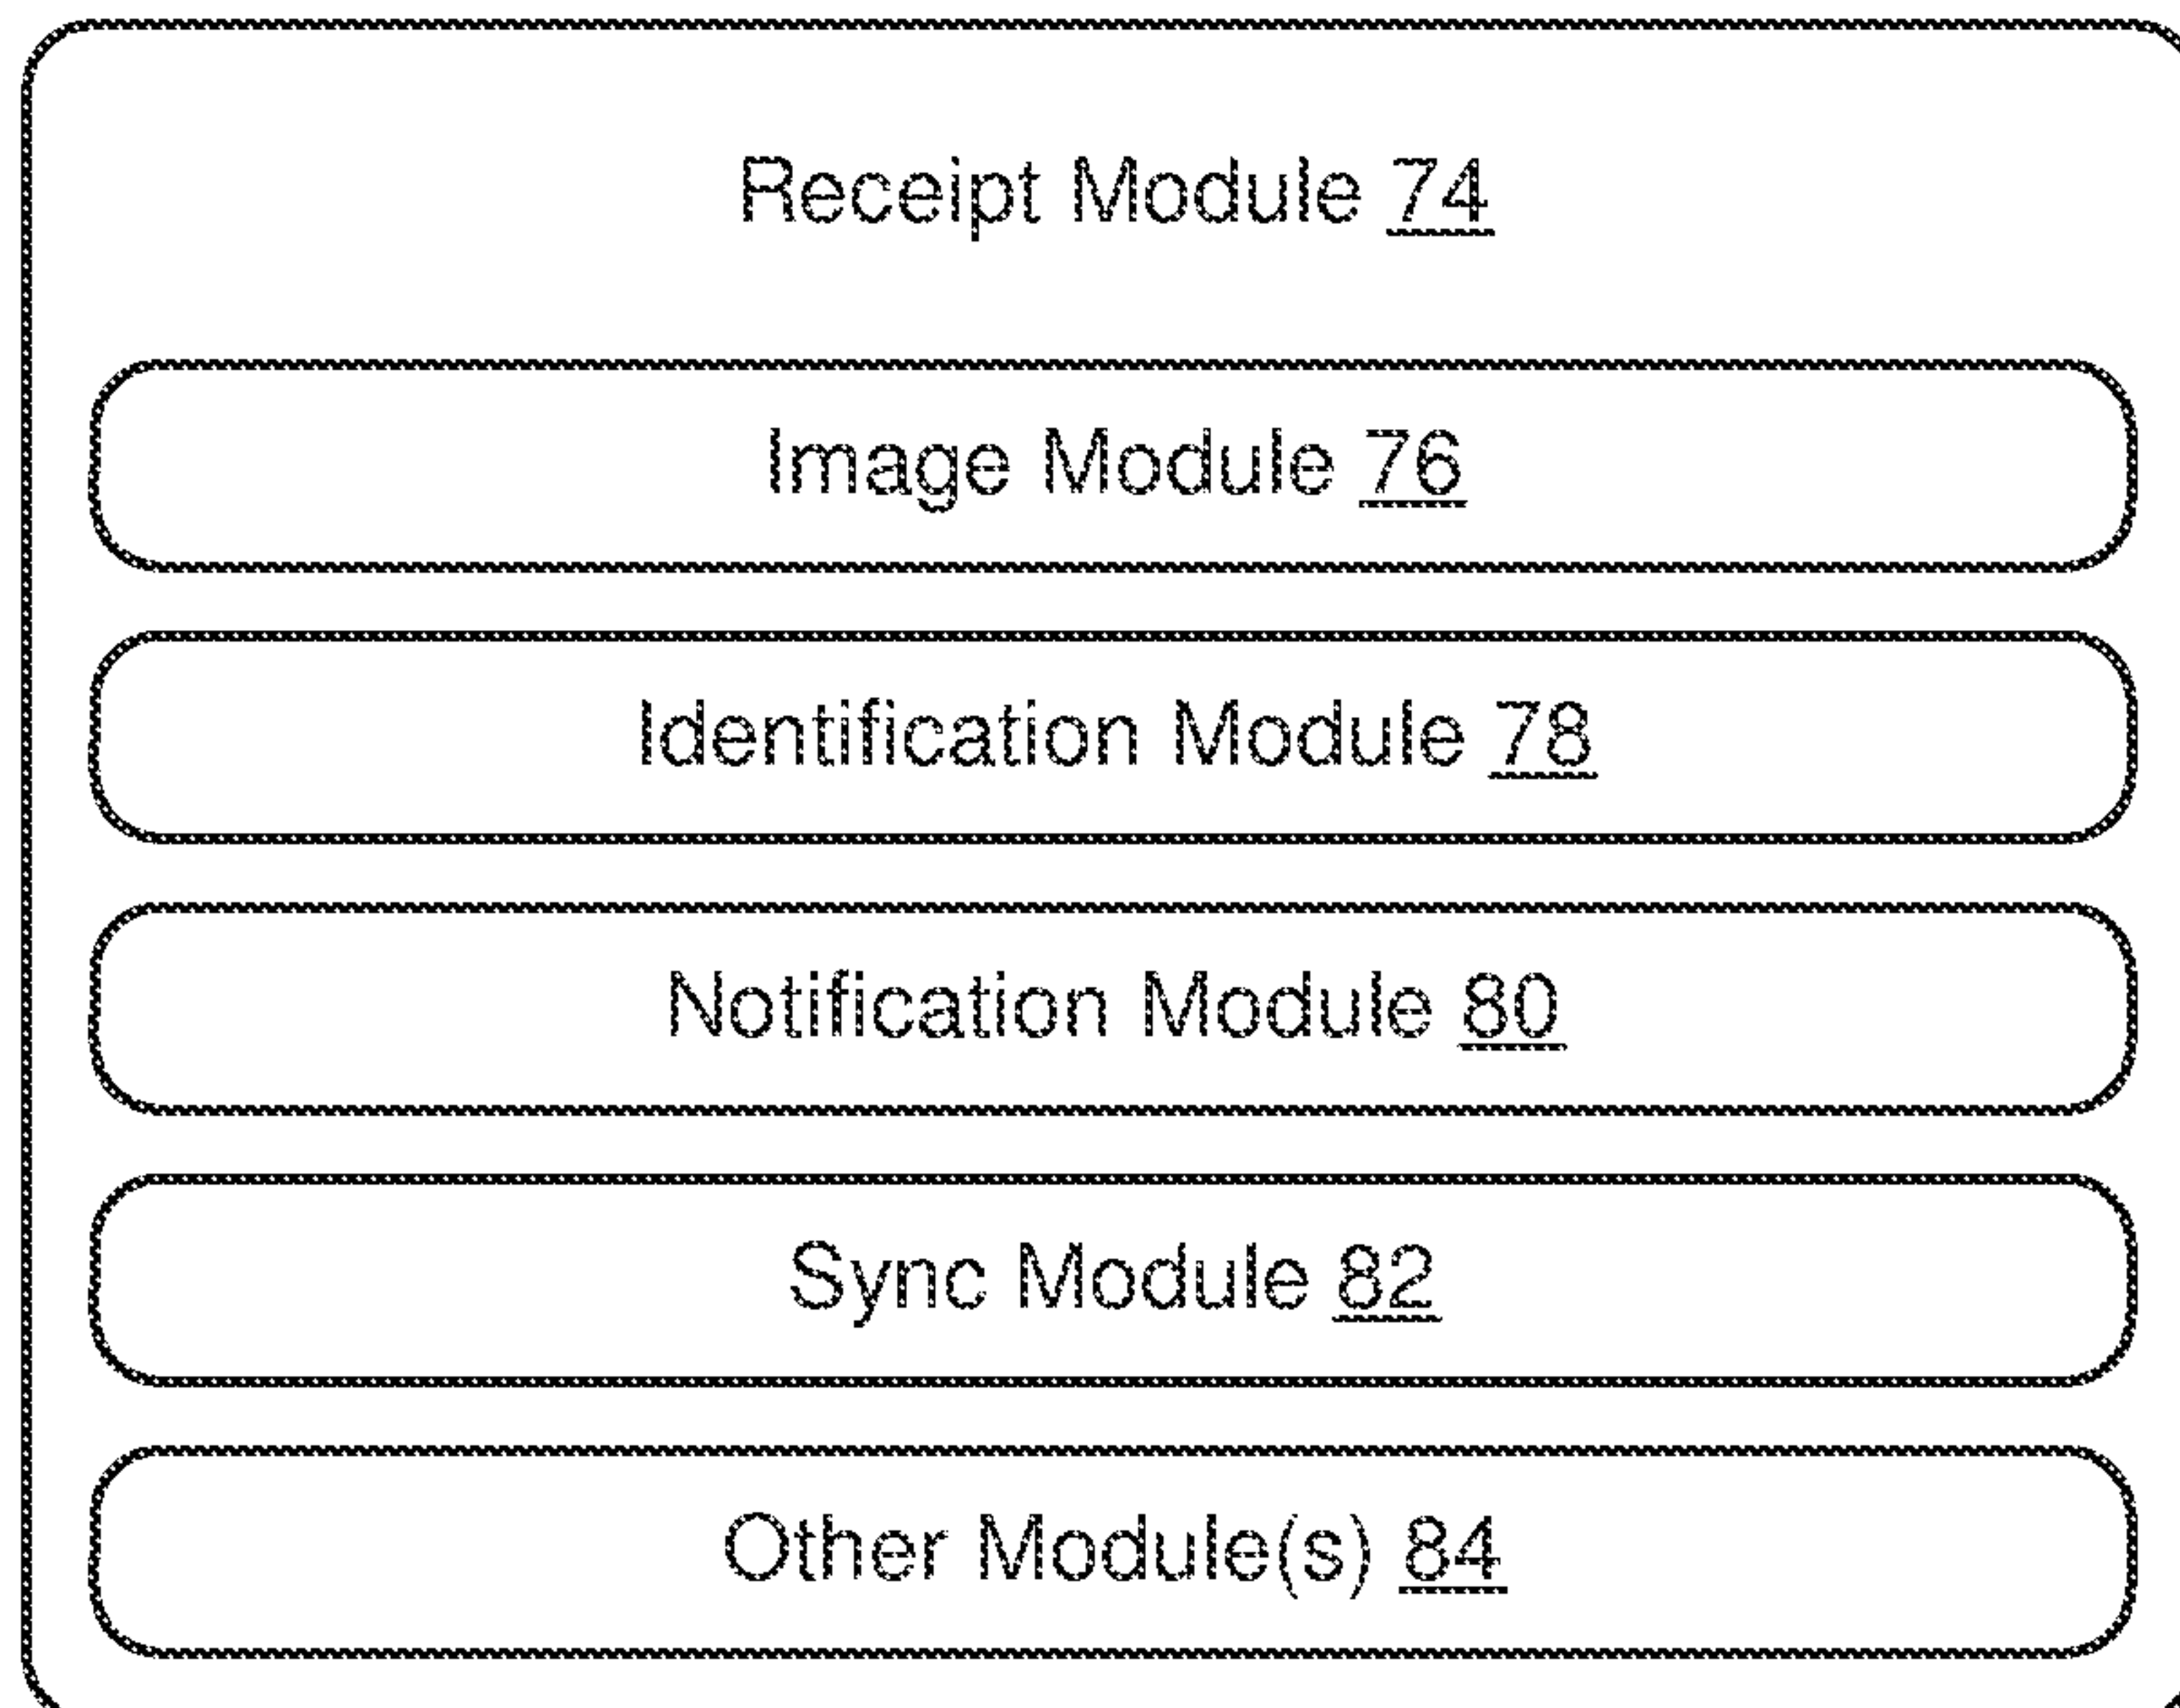 Receipt Module 74
Image Module 76
Identification Module 78
Notification Module 80
Sync Module 82
Other Module(s) 84